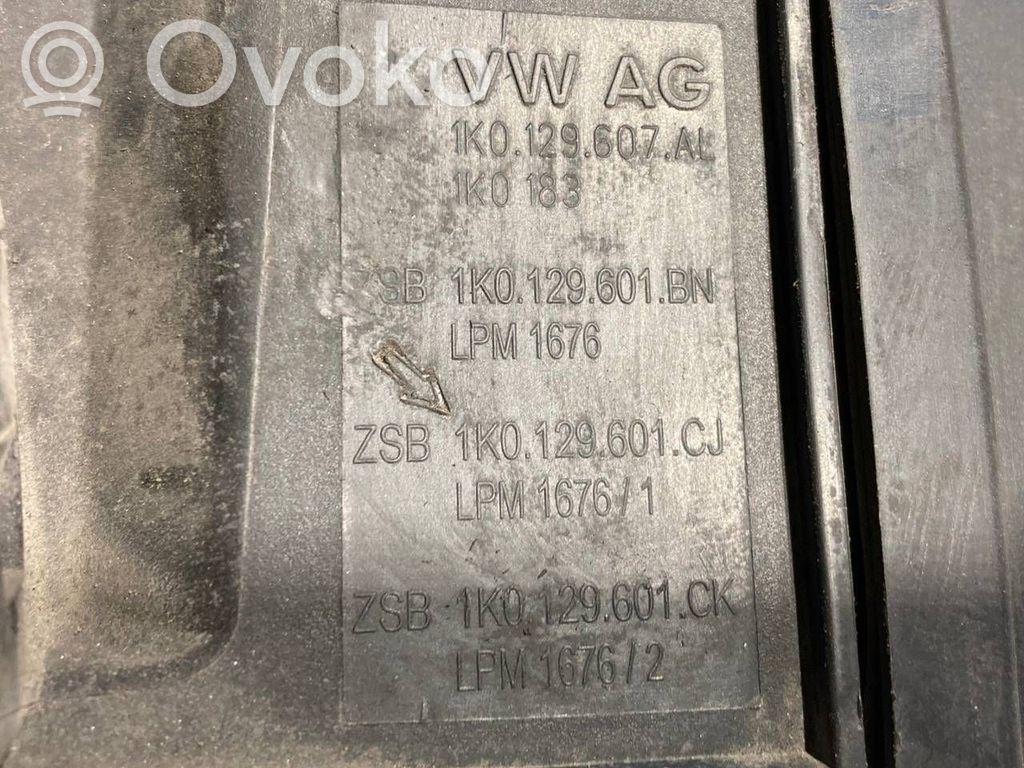 Ovoko
VW AG
1K0.129.607.AL
1K0 183
ZSB 1K0.129.601.BN
LPM 1676
ZSB 1K0.129.601.CJ
LPM 1676/1
ZSB 1K0.129.601.CK
LPM 1676/2